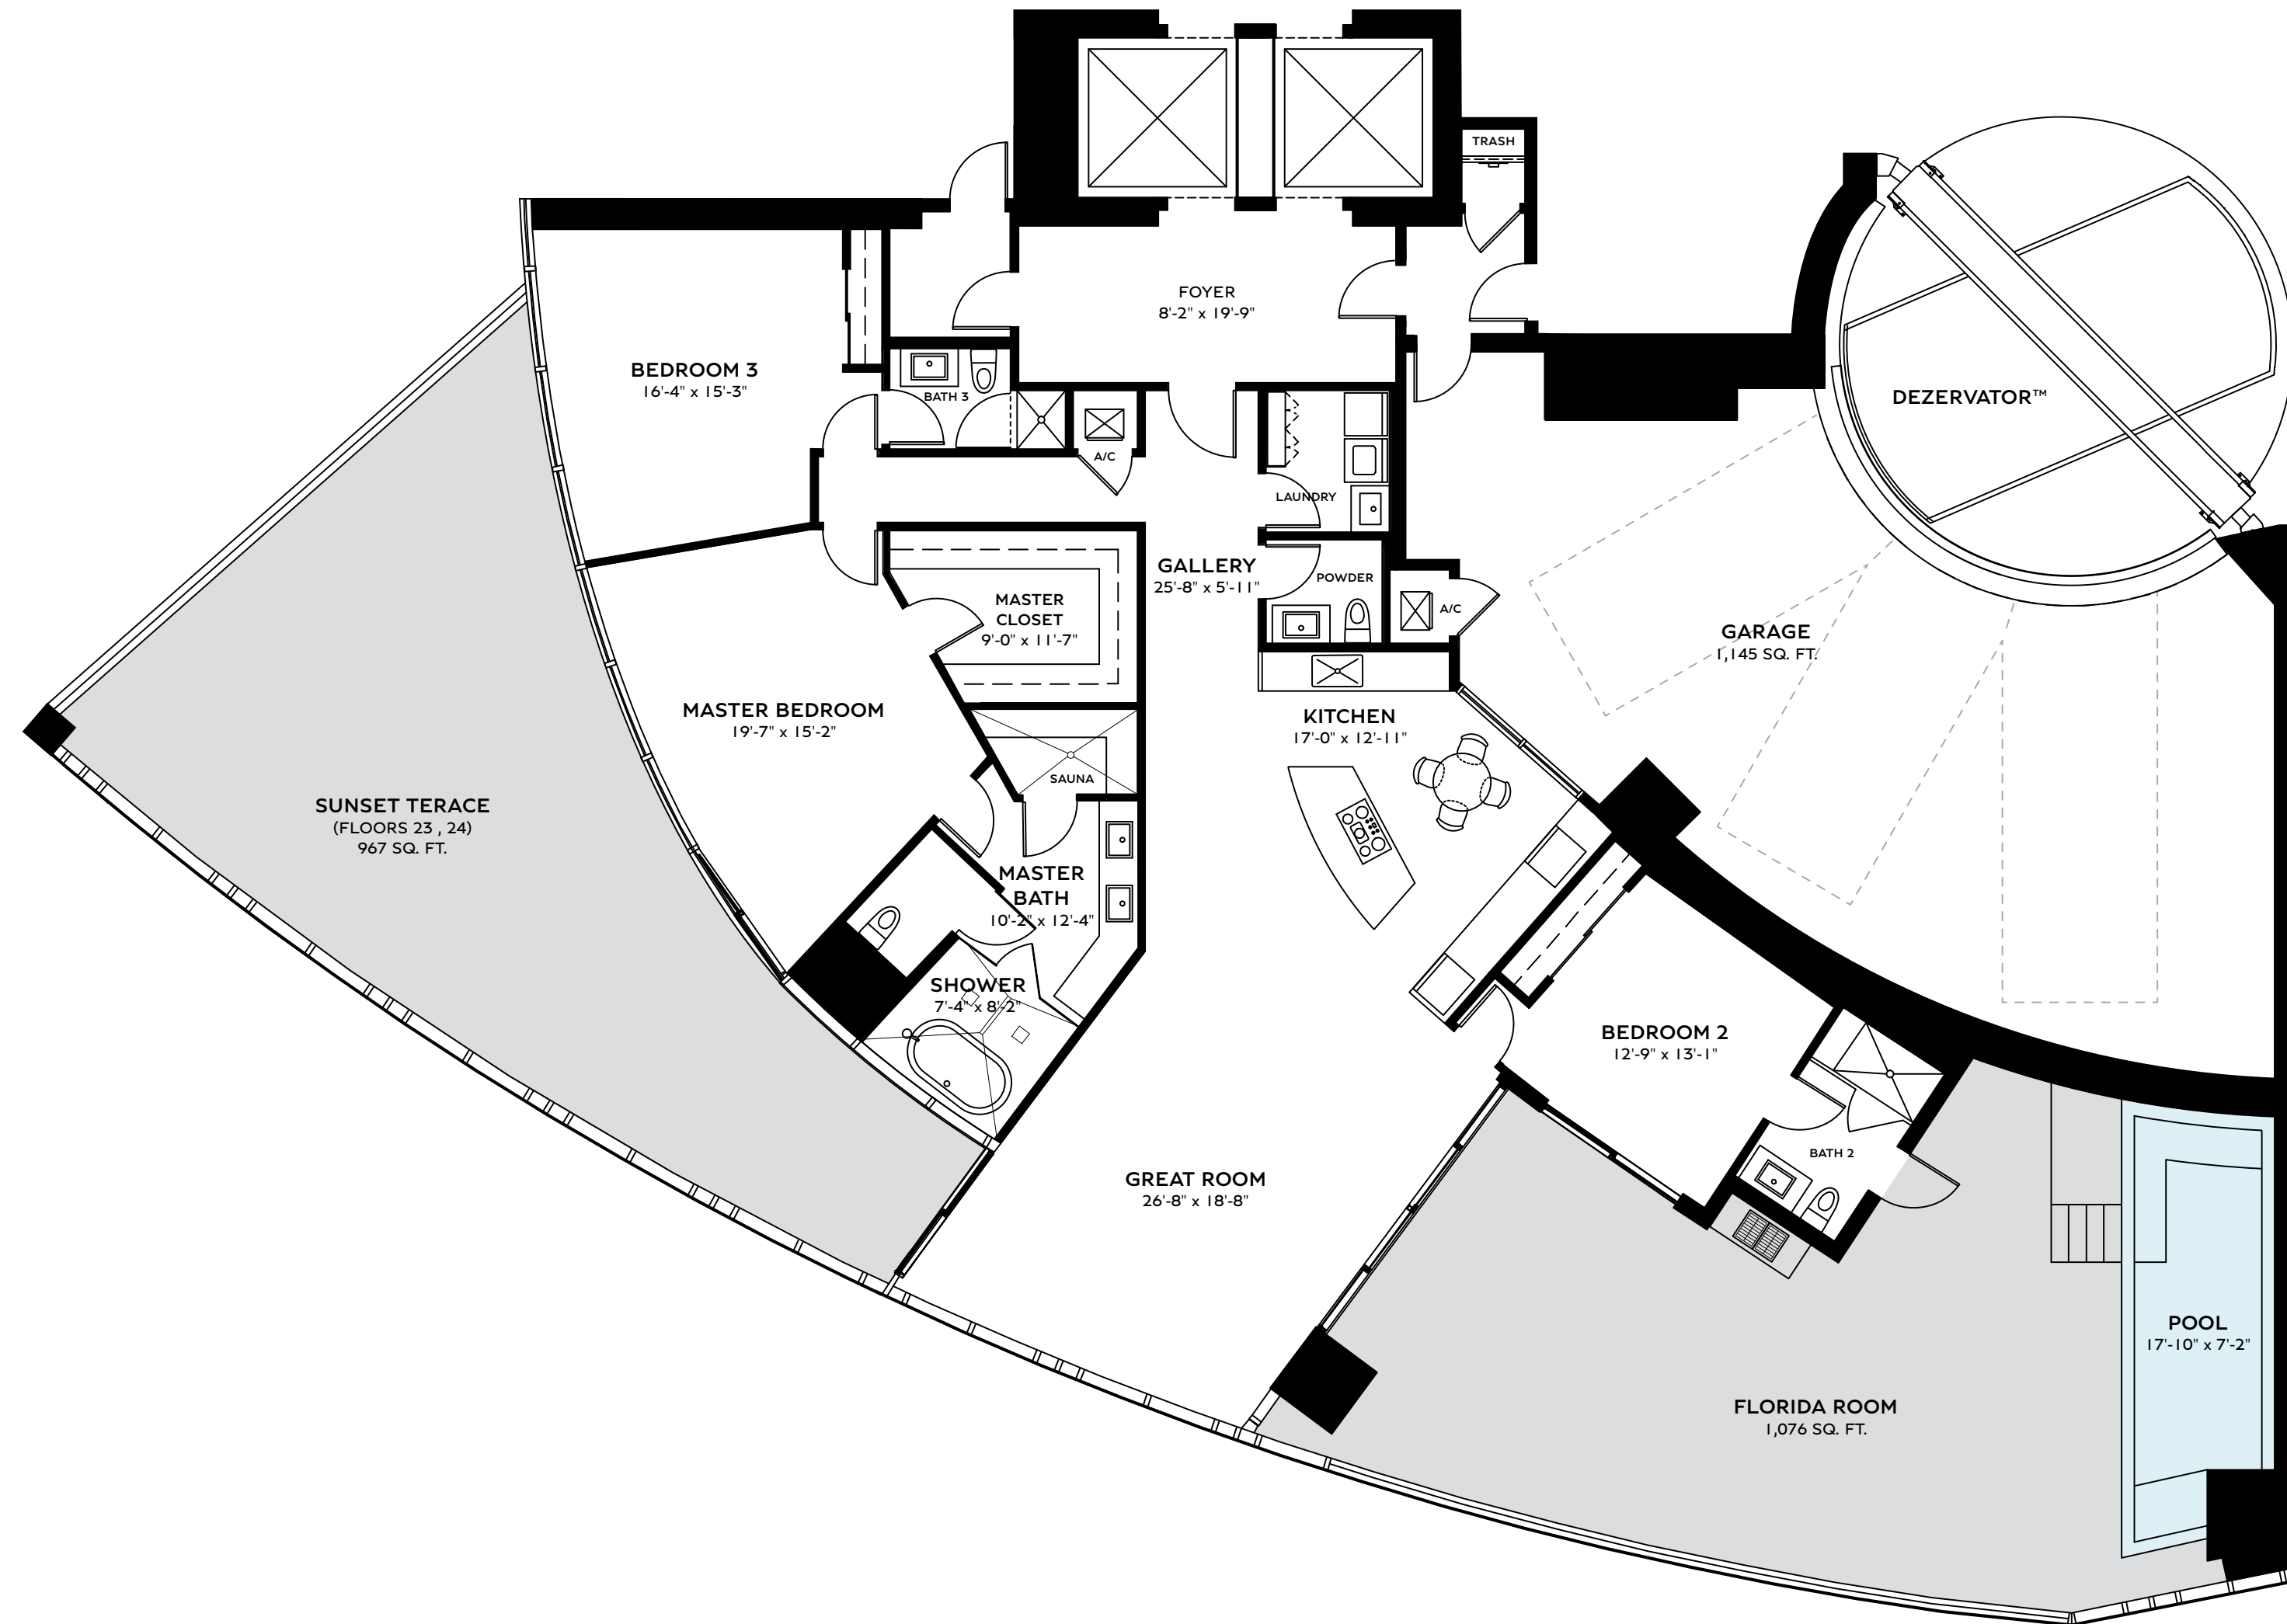 TRASH
FOYER
8'-2" x 19'-9"
BEDROOM 3
16'-4" x 15'-3"
BATH 3
A/C
LAUNDRY
DEZERVATOR™
GALLERY
25'-8" x 5'-11"
POWDER
A/C
MASTER
CLOSET
9'-0" x 11'-7"
GARAGE
1,145 SQ. FT.
MASTER BEDROOM
19'-7" x 15'-2"
KITCHEN
17'-0" x 12'-11"
SAUNA
SUNSET TERACE
(FLOORS 23 , 24)
967 SQ. FT.
MASTER
BATH
10'-2" x 12'-4"
SHOWER
7'-4" x 8'-2"
BEDROOM 2
12'-9" x 13'-1"
BATH 2
GREAT ROOM
26'-8" x 18'-8"
POOL
17'-10" x 7'-2"
FLORIDA ROOM
1,076 SQ. FT.